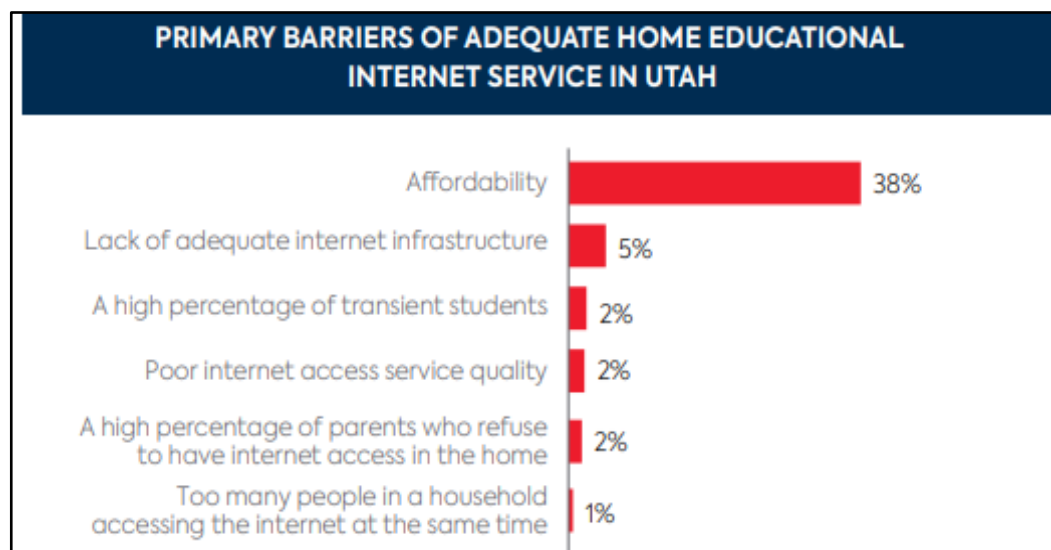 PRIMARY BARRIERS OF ADEQUATE HOME EDUCATIONAL
INTERNET SERVICE IN UTAH
Affordability 38%
Lack of adequate internet infrastructure 5%
A high percentage of transient students 2%
Poor internet access service quality 2%
A high percentage of parents who refuse
to have internet access in the home 2%
Too many people in a household
accessing the internet at the same time 1%